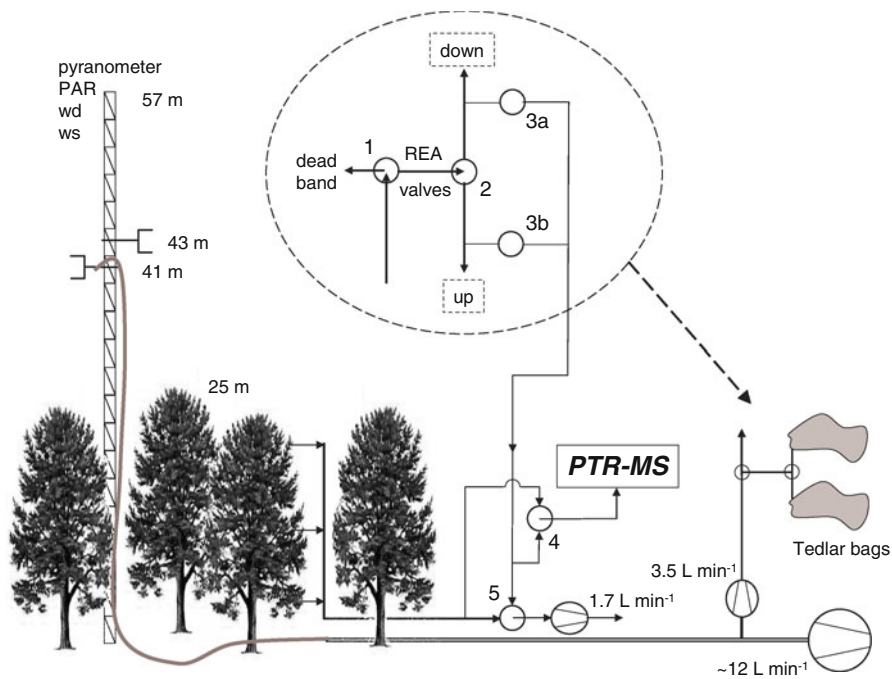 pyranometer
PAR
wd
ws
57 m
43 m
41 m
25 m
down
3a
1
REA
dead
band
valves
2
3b
up
PTR-MS
4
5
1.7 L min⁻¹
3.5 L min⁻¹
Tedlar bags
~12 L min⁻¹